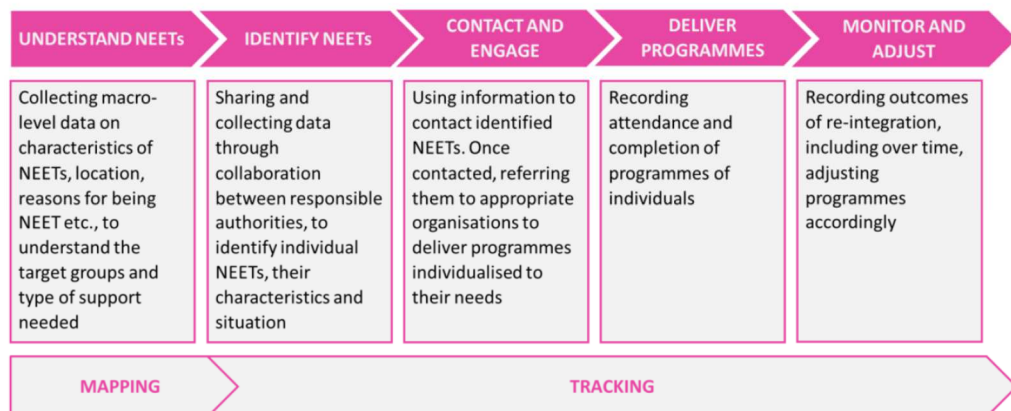 UNDERSTAND NEETs
IDENTIFY NEETs
CONTACT AND
ENGAGE
DELIVER
PROGRAMMES
MONITOR AND
ADJUST
Collecting macro-
level data on
characteristics of
NEETs, location,
reasons for being
NEET etc., to
understand the
target groups and
type of support
needed
Sharing and
collecting data
through
collaboration
between responsible
authorities, to
identify individual
NEETs, their
characteristics and
situation
Using information to
contact identified
NEETs. Once
contacted, referring
them to appropriate
organisations to
deliver programmes
individualised to
their needs
Recording
attendance and
completion of
programmes of
individuals
Recording outcomes
of re-integration,
including over time,
adjusting
programmes
accordingly
MAPPING
TRACKING